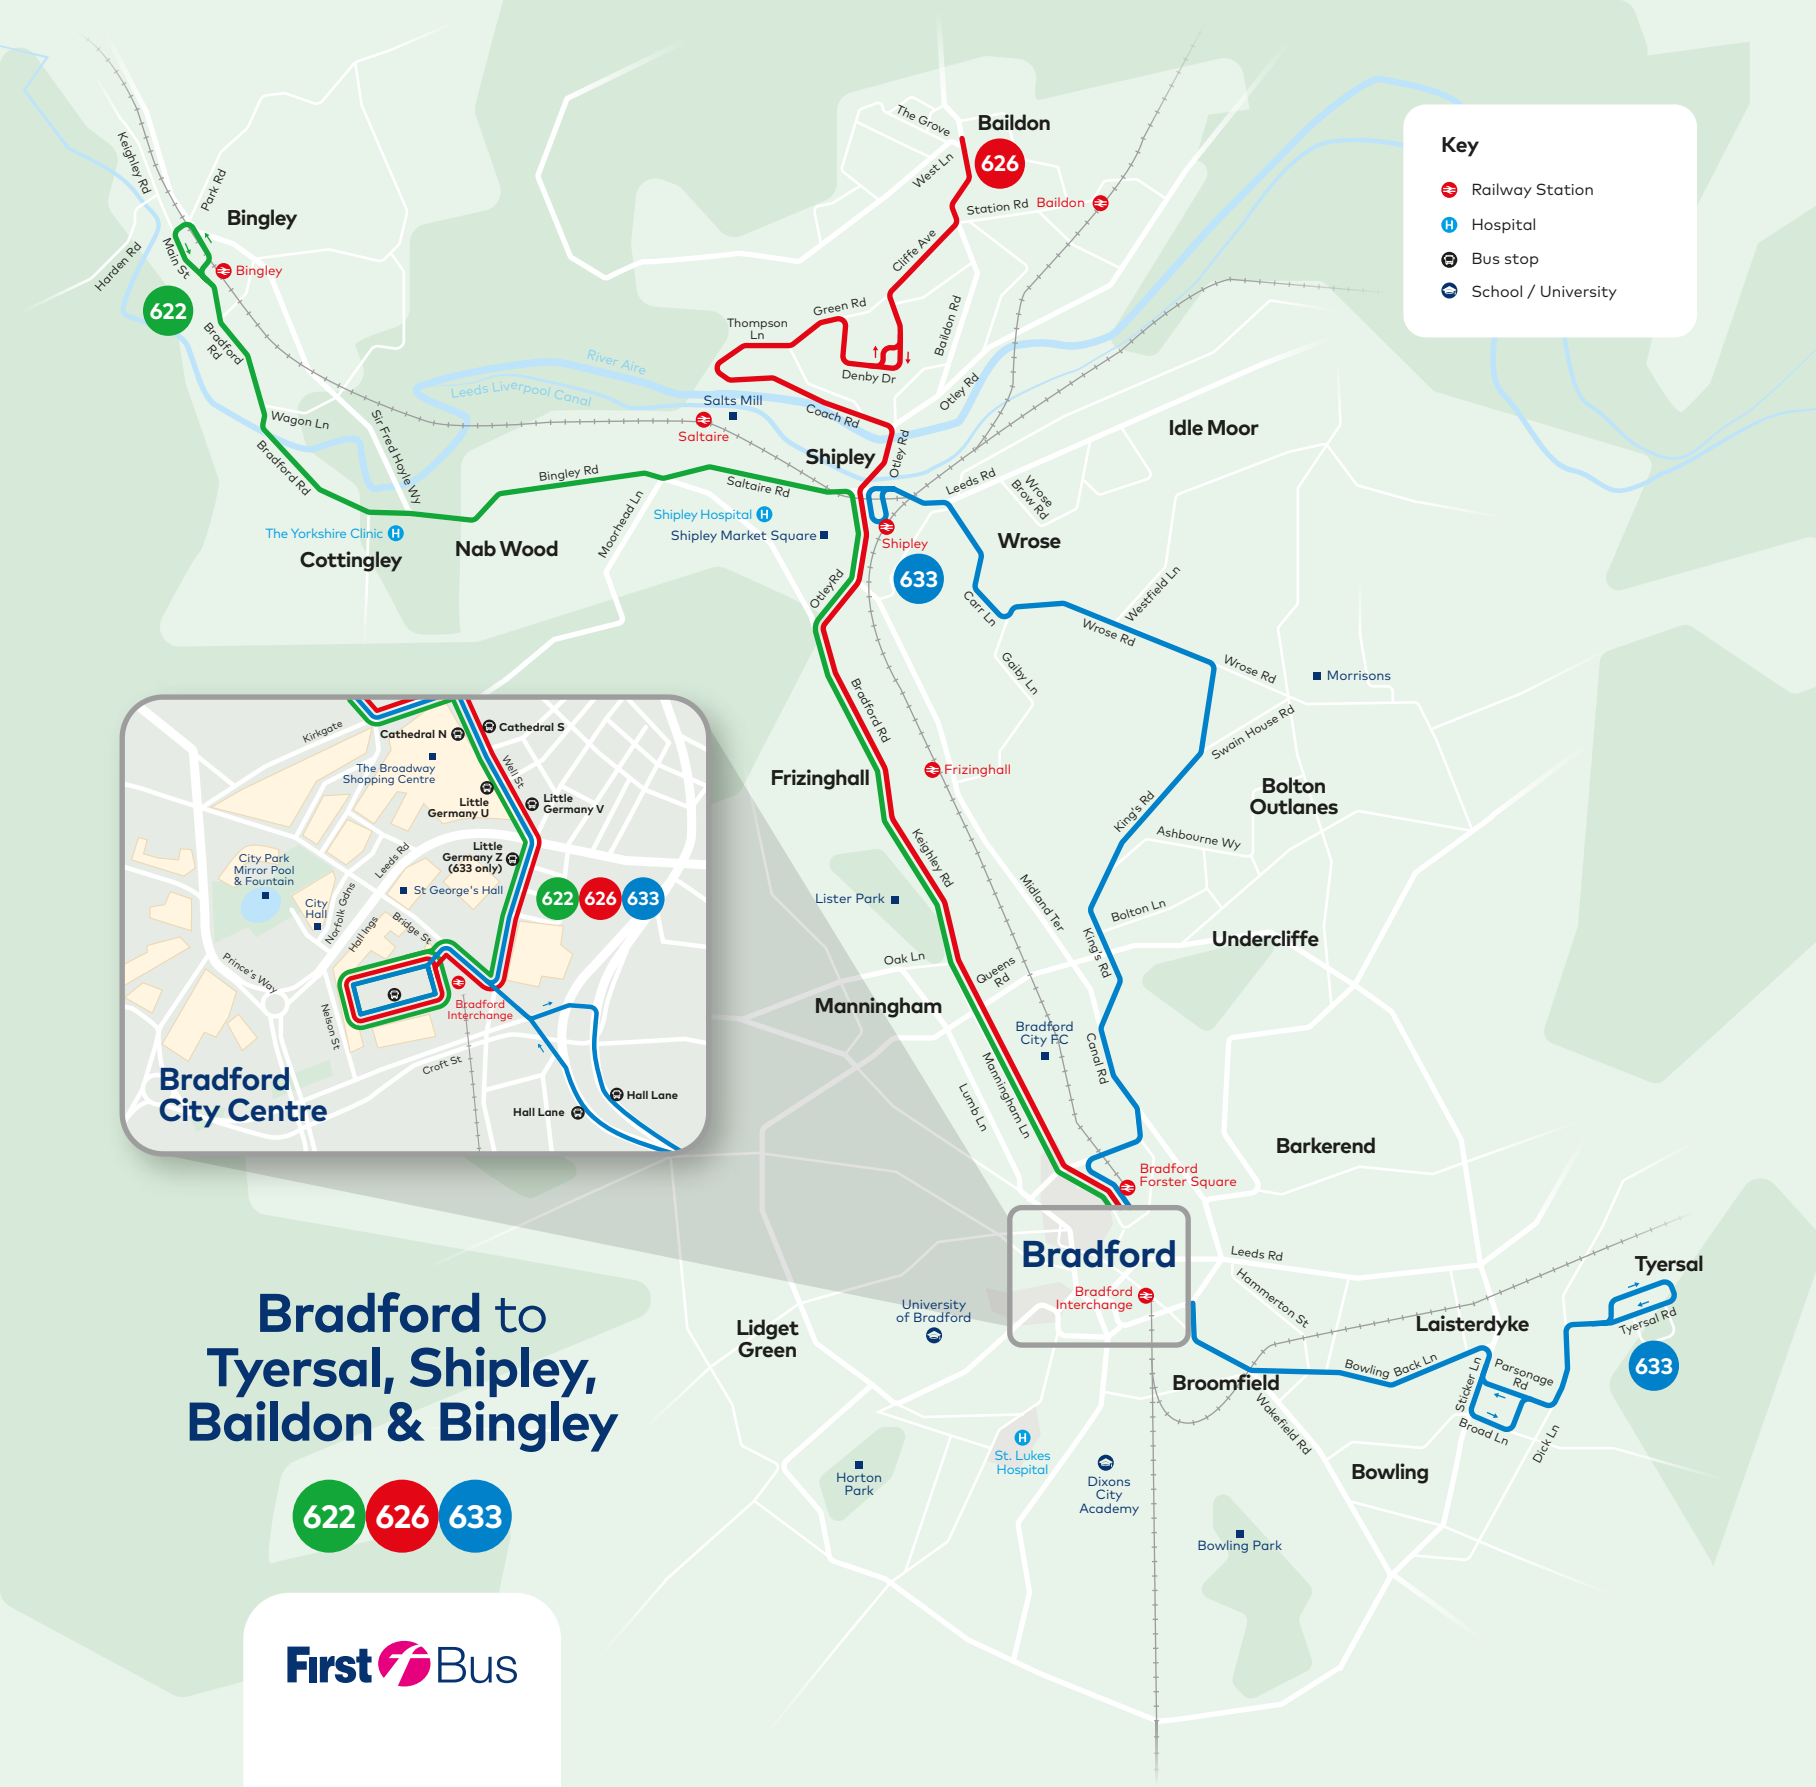 Key
Railway Station
Hospital
Bus stop
School / University
Baildon
626
The Grove
West Ln
Station Rd
Baildon
Cliffe Ave
Green Rd
Thompson
Ln
Baildon Rd
Denby Dr
Otley Rd
Coach Rd
Keighley Rd
Park Rd
Bingley
Harden Rd
Main St
Bingley
622
Bradford
Rd
Wagon Ln
Sir Fred Hoyle Wy
Bradford Rd
River Aire
Leeds Liverpool Canal
Salts Mill
Saltaire
Shipley
Otley Rd
Idle Moor
Bingley Rd
Saltaire Rd
Leeds Rd
Wrose
Brow Rd
Moorhead Ln
Shipley Hospital
Shipley Market Square
Shipley
Wrose
The Yorkshire Clinic
Cottingley
Nab Wood
633
OtleyRd
Carr Ln
Westfield Ln
Wrose Rd
Gaiby Ln
Wrose Rd
Morrisons
Swain House Rd
Bradford Rd
Frizinghall
Frizinghall
Bolton
Outlanes
King's Rd
Ashbourne Wy
Keighley Rd
Midland Ter
Lister Park
Bolton Ln
King's Rd
Undercliffe
Oak Ln
Queens
Rd
Manningham
Bradford
City FC
Canal Rd
Manningham Ln
Lumb Ln
Barkerend
Bradford
Forster Square
Bradford
Bradford
Interchange
Leeds Rd
Hammerton St
Tyersal
Tyersal Rd
633
Laisterdyke
Bowling Back Ln
Sticker Ln
Parsonage
Rd
Broad Ln
Dick Ln
Broomfield
Wakefield Rd
Bowling
University
of Bradford
Lidget
Green
St. Lukes
Hospital
Dixons
City
Academy
Horton
Park
Bowling Park
Kirkgate
Cathedral N
Cathedral S
The Broadway
Shopping Centre
Well St
Little
Germany U
Little
Germany V
Little
Germany Z
(633 only)
Leeds Rd
City Park
Mirror Pool
& Fountain
City
Hall
St George's Hall
622
626
633
Norfolk Gdns
Hall Ings
Bridge St
Prince's Way
Nelson St
Bradford
Interchange
Croft St
Hall Lane
Hall Lane
Bradford
City Centre
Bradford to
Tyersal, Shipley,
Baildon & Bingley
622
626
633
First Bus